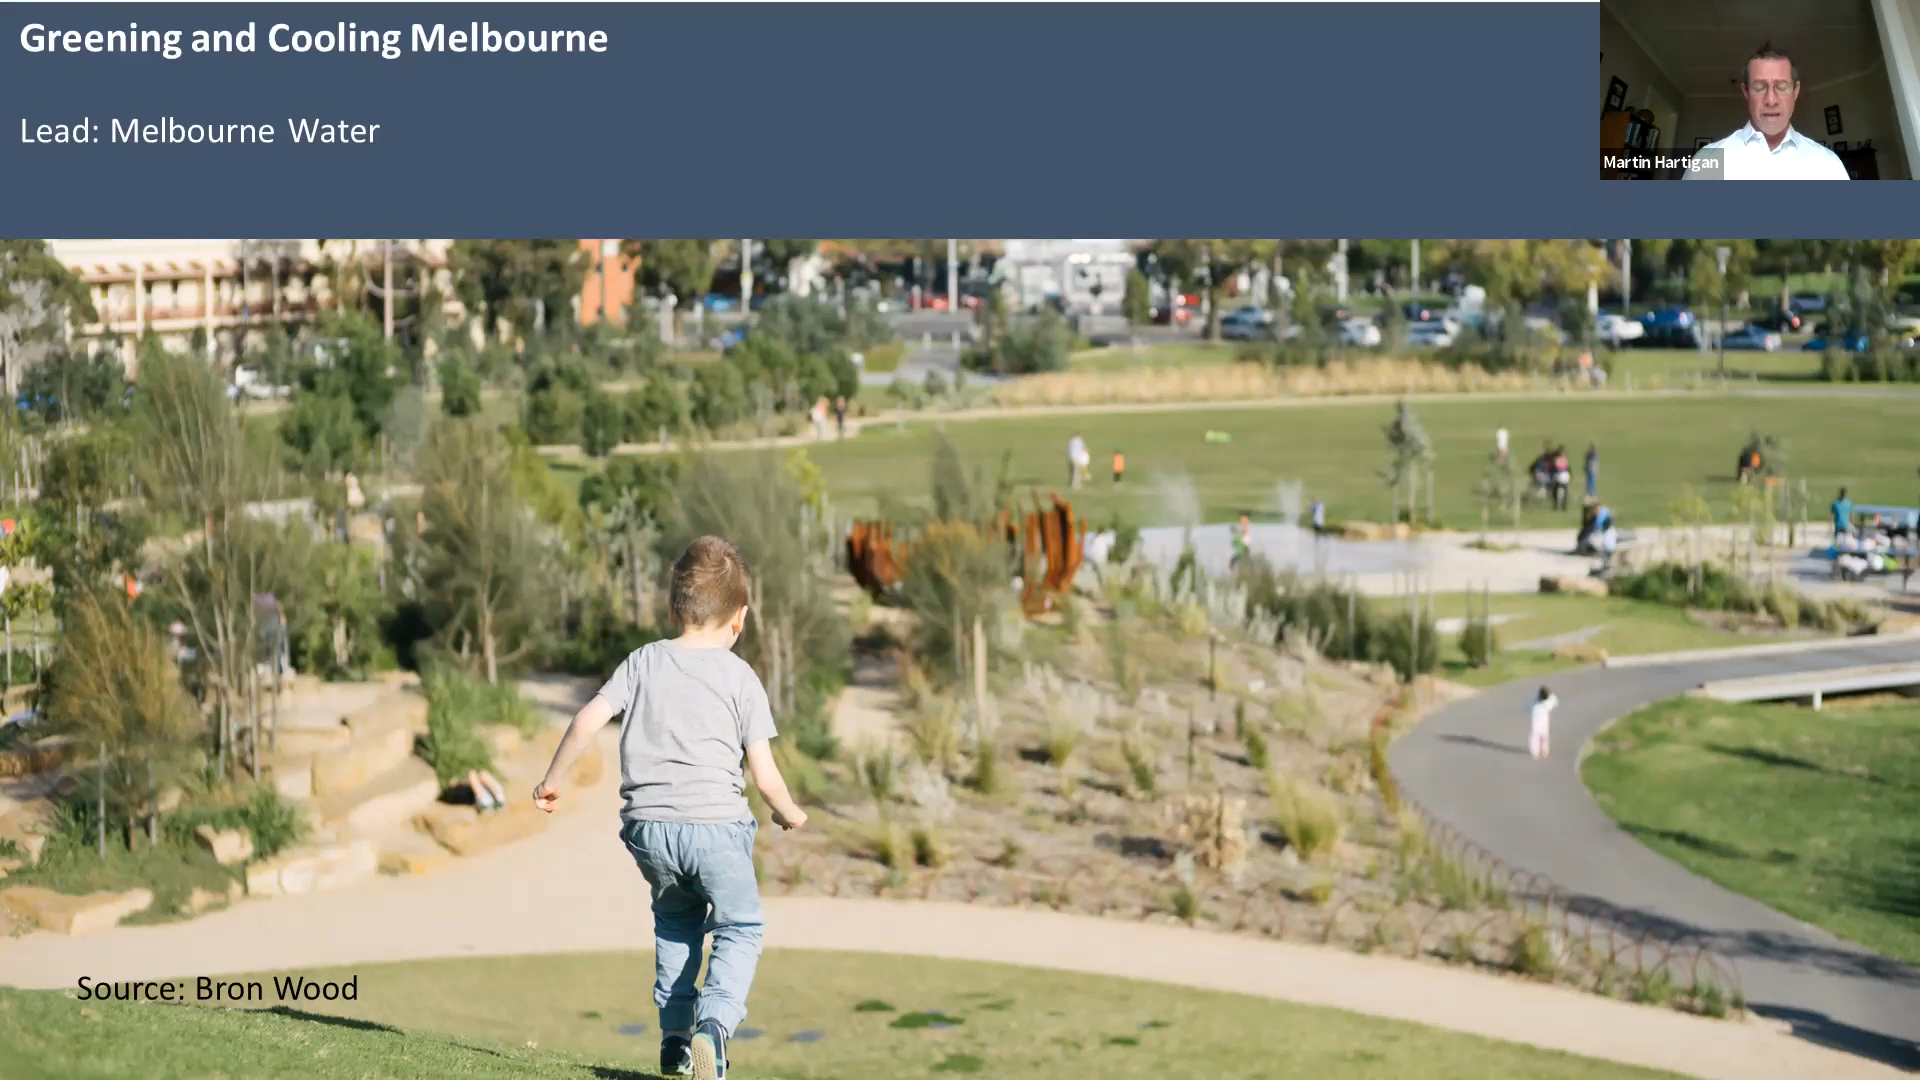 Greening and Cooling Melbourne
Lead: Melbourne Water
Martin Hartigan
Source: Bron Wood